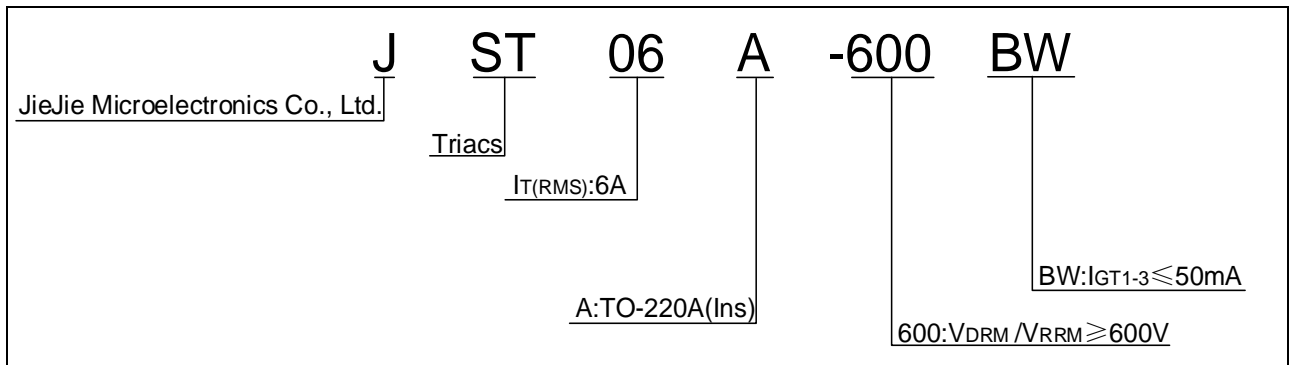 J ST 06 A -600 BW
JieJie Microelectronics Co., Ltd.
Triacs
IT(RMS):6A
BW:IGT1-3≤50mA
A:TO-220A(Ins)
600:VDRM /VRRM≥600V